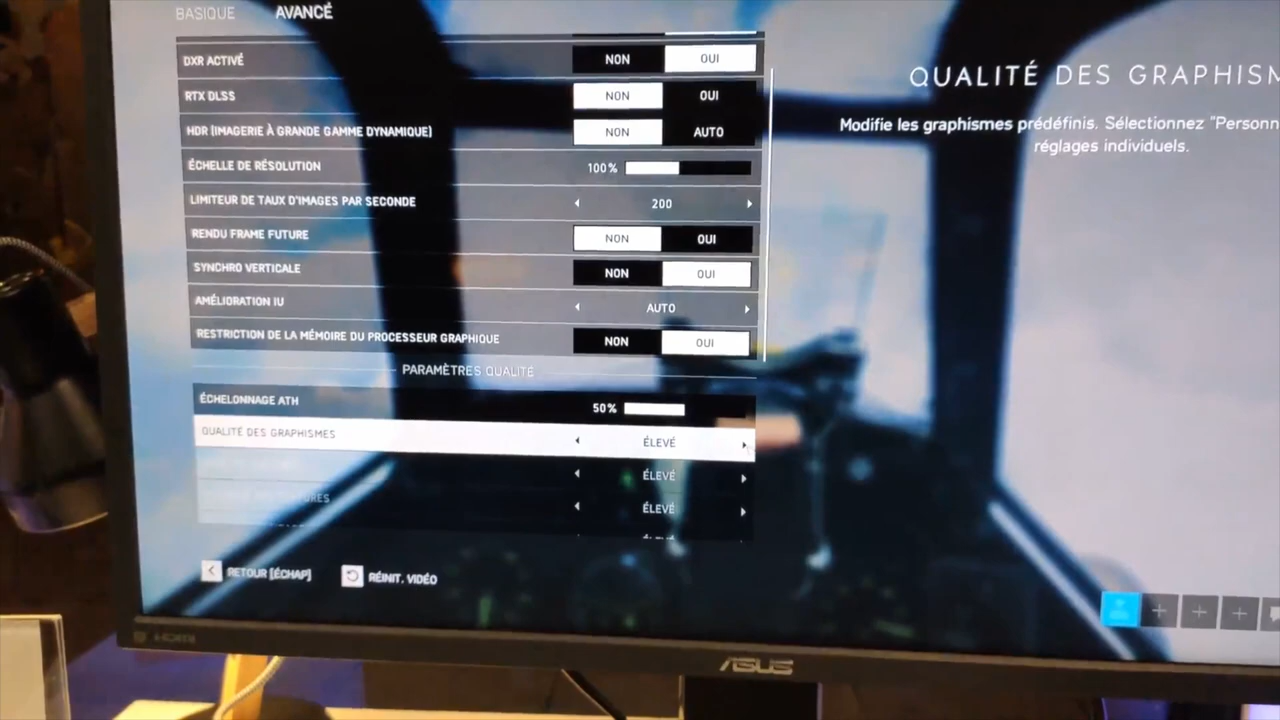 BASIQUE AVANCÉ
DXR ACTIVÉ NON OUI
RTX DLSS NON OUI
HDR (IMAGERIE À GRANDE GAMME DYNAMIQUE) NON AUTO
ÉCHELLE DE RÉSOLUTION 100%
LIMITEUR DE TAUX D'IMAGES PAR SECONDE 200
RENDU FRAME FUTURE NON OUI
SYNCHRO VERTICALE NON OUI
AMÉLIORATION IU AUTO
RESTRICTION DE LA MÉMOIRE DU PROCESSEUR GRAPHIQUE NON OUI
PARAMÈTRES QUALITÉ
ÉCHELONNAGE ATH 50%
QUALITÉ DES GRAPHISMES ÉLEVÉ
ÉLEVÉ
ÉLEVÉ
RETOUR [ÉCHAP] RÉINIT. VIDÉO
QUALITÉ DES GRAPHISM
Modifie les graphismes prédéfinis. Sélectionnez "Personn
réglages individuels.
HDMI
ASUS